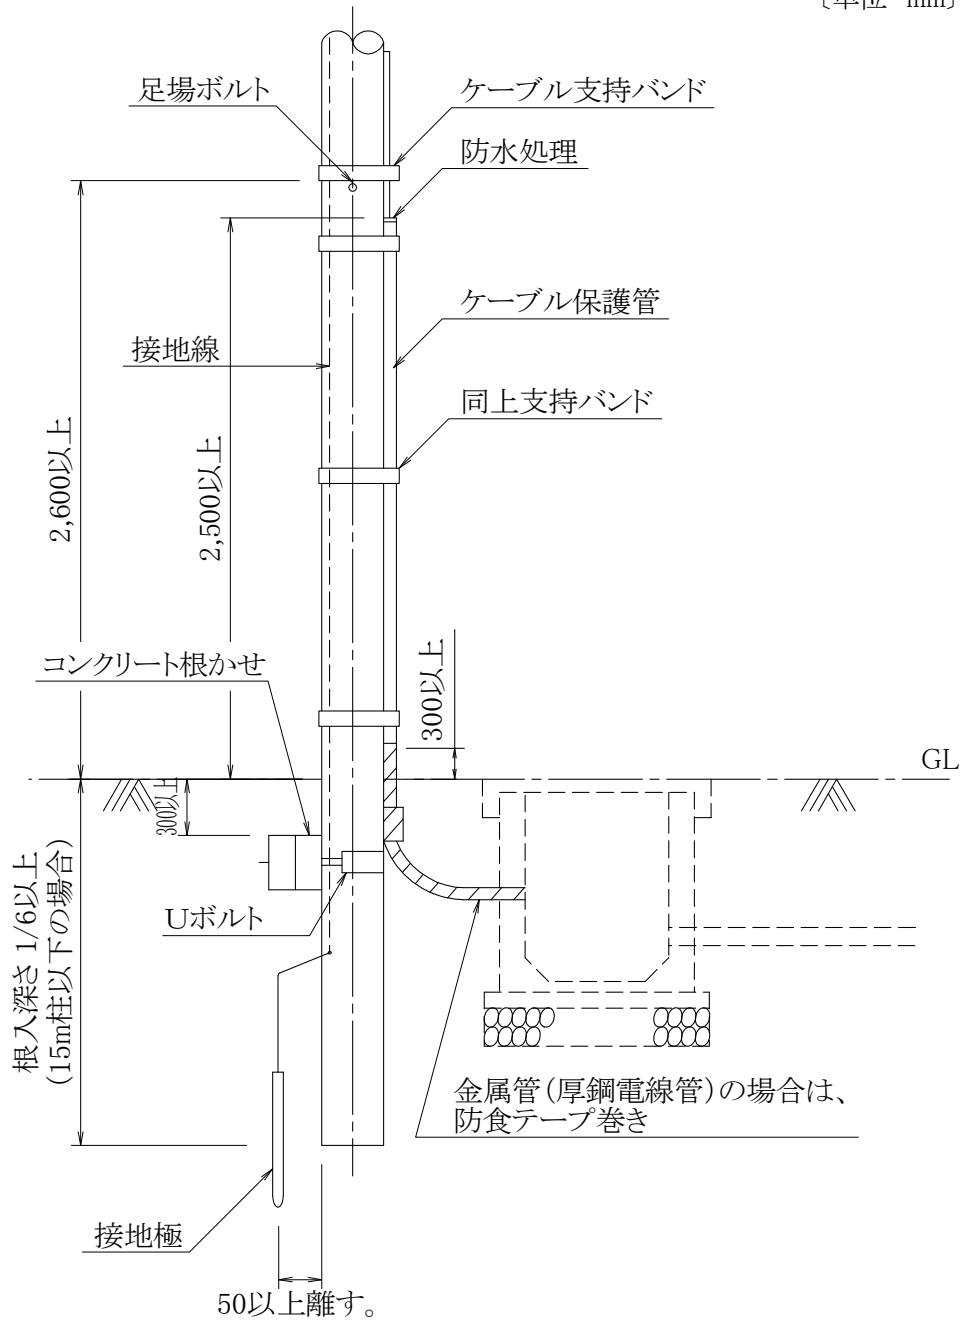 〔単位 mm〕
足場ボルト
ケーブル支持バンド
防水処理
ケーブル保護管
接地線
同上支持バンド
2,600以上
2,500以上
コンクリート根かせ
300以上
GL
300以上
根入深さ 1/6以上
(15m柱以下の場合)
Uボルト
金属管(厚鋼電線管)の場合は、
防食テープ巻き
接地極
50以上離す。